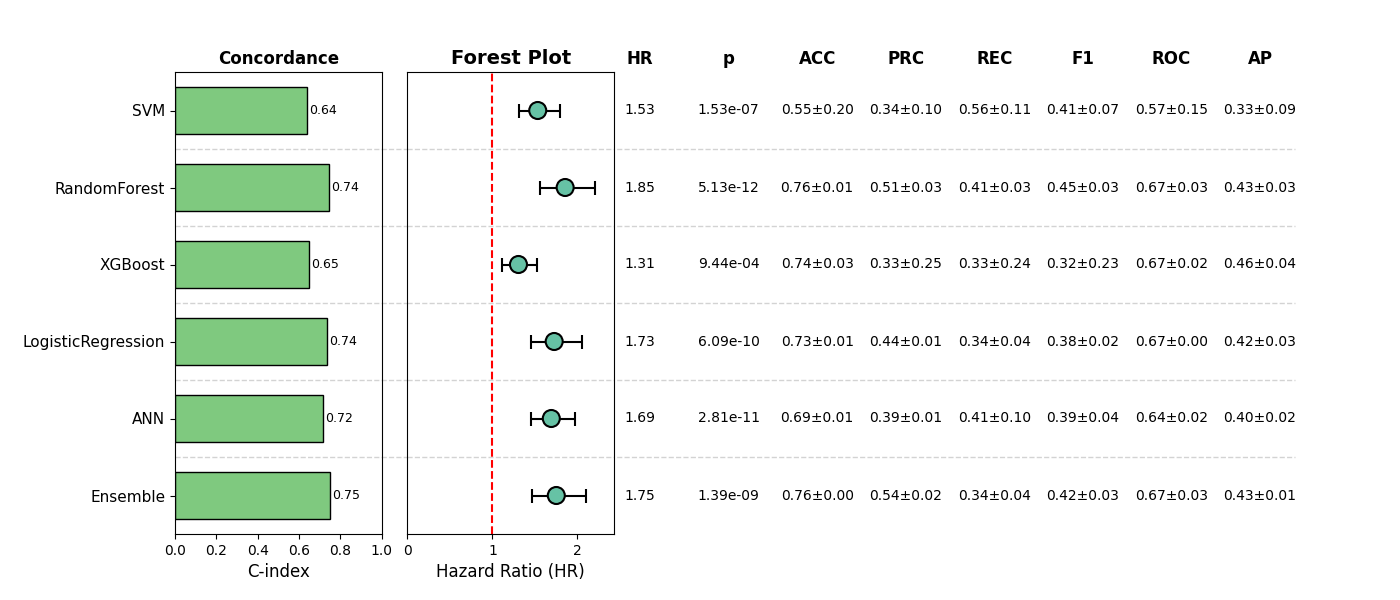 Concordance Forest Plot HR p ACC PRC REC F1 ROC AP
SVM 0.64 1.53 1.53e-07 0.55±0.20 0.34±0.10 0.56±0.11 0.41±0.07 0.57±0.15 0.33±0.09
RandomForest 0.74 1.85 5.13e-12 0.76±0.01 0.51±0.03 0.41±0.03 0.45±0.03 0.67±0.03 0.43±0.03
XGBoost 0.65 1.31 9.44e-04 0.74±0.03 0.33±0.25 0.33±0.24 0.32±0.23 0.67±0.02 0.46±0.04
LogisticRegression 0.74 1.73 6.09e-10 0.73±0.01 0.44±0.01 0.34±0.04 0.38±0.02 0.67±0.00 0.42±0.03
ANN 0.72 1.69 2.81e-11 0.69±0.01 0.39±0.01 0.41±0.10 0.39±0.04 0.64±0.02 0.40±0.02
Ensemble 0.75 1.75 1.39e-09 0.76±0.00 0.54±0.02 0.34±0.04 0.42±0.03 0.67±0.03 0.43±0.01
0.0 0.2 0.4 0.6 0.8 1.0 0 1 2
C-index Hazard Ratio (HR)